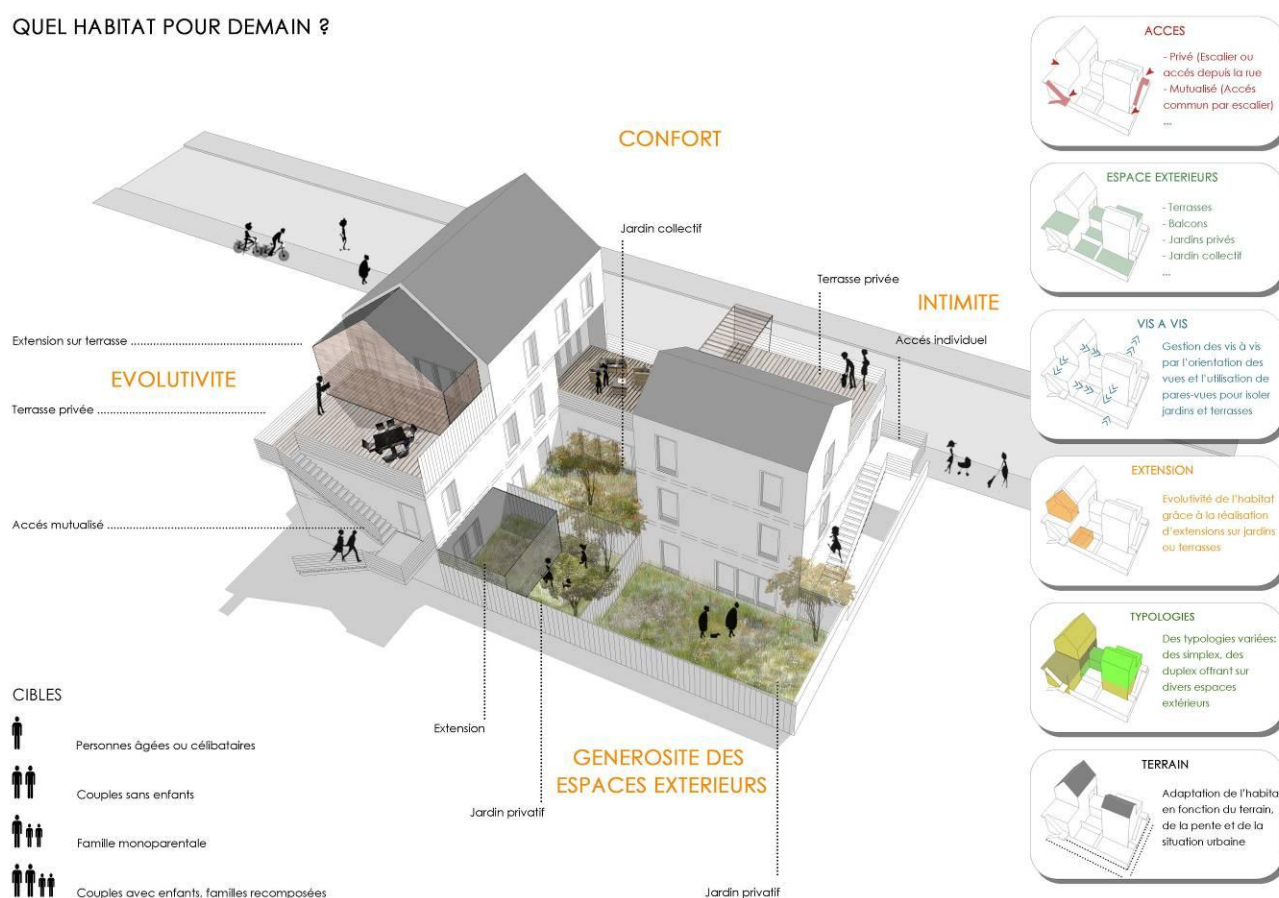 QUEL HABITAT POUR DEMAIN ?
CONFORT
Jardin collectif
Terrasse privée
INTIMITE
Accés individuel
Extension sur terrasse
EVOLUTIVITE
Terrasse privée
Accés mutualisé
Extension
GENEROSITE DES
ESPACES EXTERIEURS
Jardin privatif
Jardin privatif
CIBLES
Personnes âgées ou célibataires
Couples sans enfants
Famille monoparentale
Couples avec enfants, familles recomposées
ACCES
- Privé (Escalier ou
accés depuis la rue
- Mutualisé (Accés
commun par escalier)
...
ESPACE EXTERIEURS
- Terrasses
- Balcons
- Jardins privés
- Jardin collectif
...
VIS A VIS
Gestion des vis à vis
par l'orientation des
vues et l'utilisation de
pares-vues pour isoler
jardins et terrasses
EXTENSION
Evolutivité de l'habitat
grâce à la réalisation
d'extensions sur jardins
ou terrasses
TYPOLOGIES
Des typologies variées:
des simplex, des
duplex offrant sur
divers espaces
extérieurs
TERRAIN
Adaptation de l'habita
en fonction du terrain,
de la pente et de la
situation urbaine